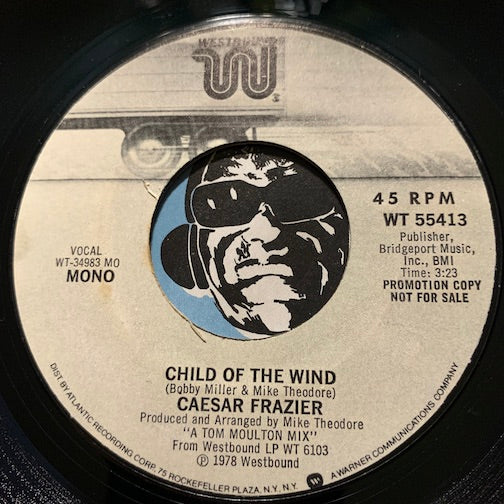 WESTBOUND
W
45 RPM
WT 55413
Publisher,
Bridgeport Music,
Inc., BMI
Time: 3:23
PROMOTION COPY
NOT FOR SALE
VOCAL
WT-34983 MO
MONO
CHILD OF THE WIND
(Bobby Miller & Mike Theodore)
CAESAR FRAZIER
Produced and Arranged by Mike Theodore
"A TOM MOULTON MIX"
From Westbound LP WT 6103
℗ 1978 Westbound
DIST BY ATLANTIC RECORDING CORP, 75 ROCKEFELLER PLAZA, N.Y. N.Y. W A WARNER COMMUNICATIONS COMPANY